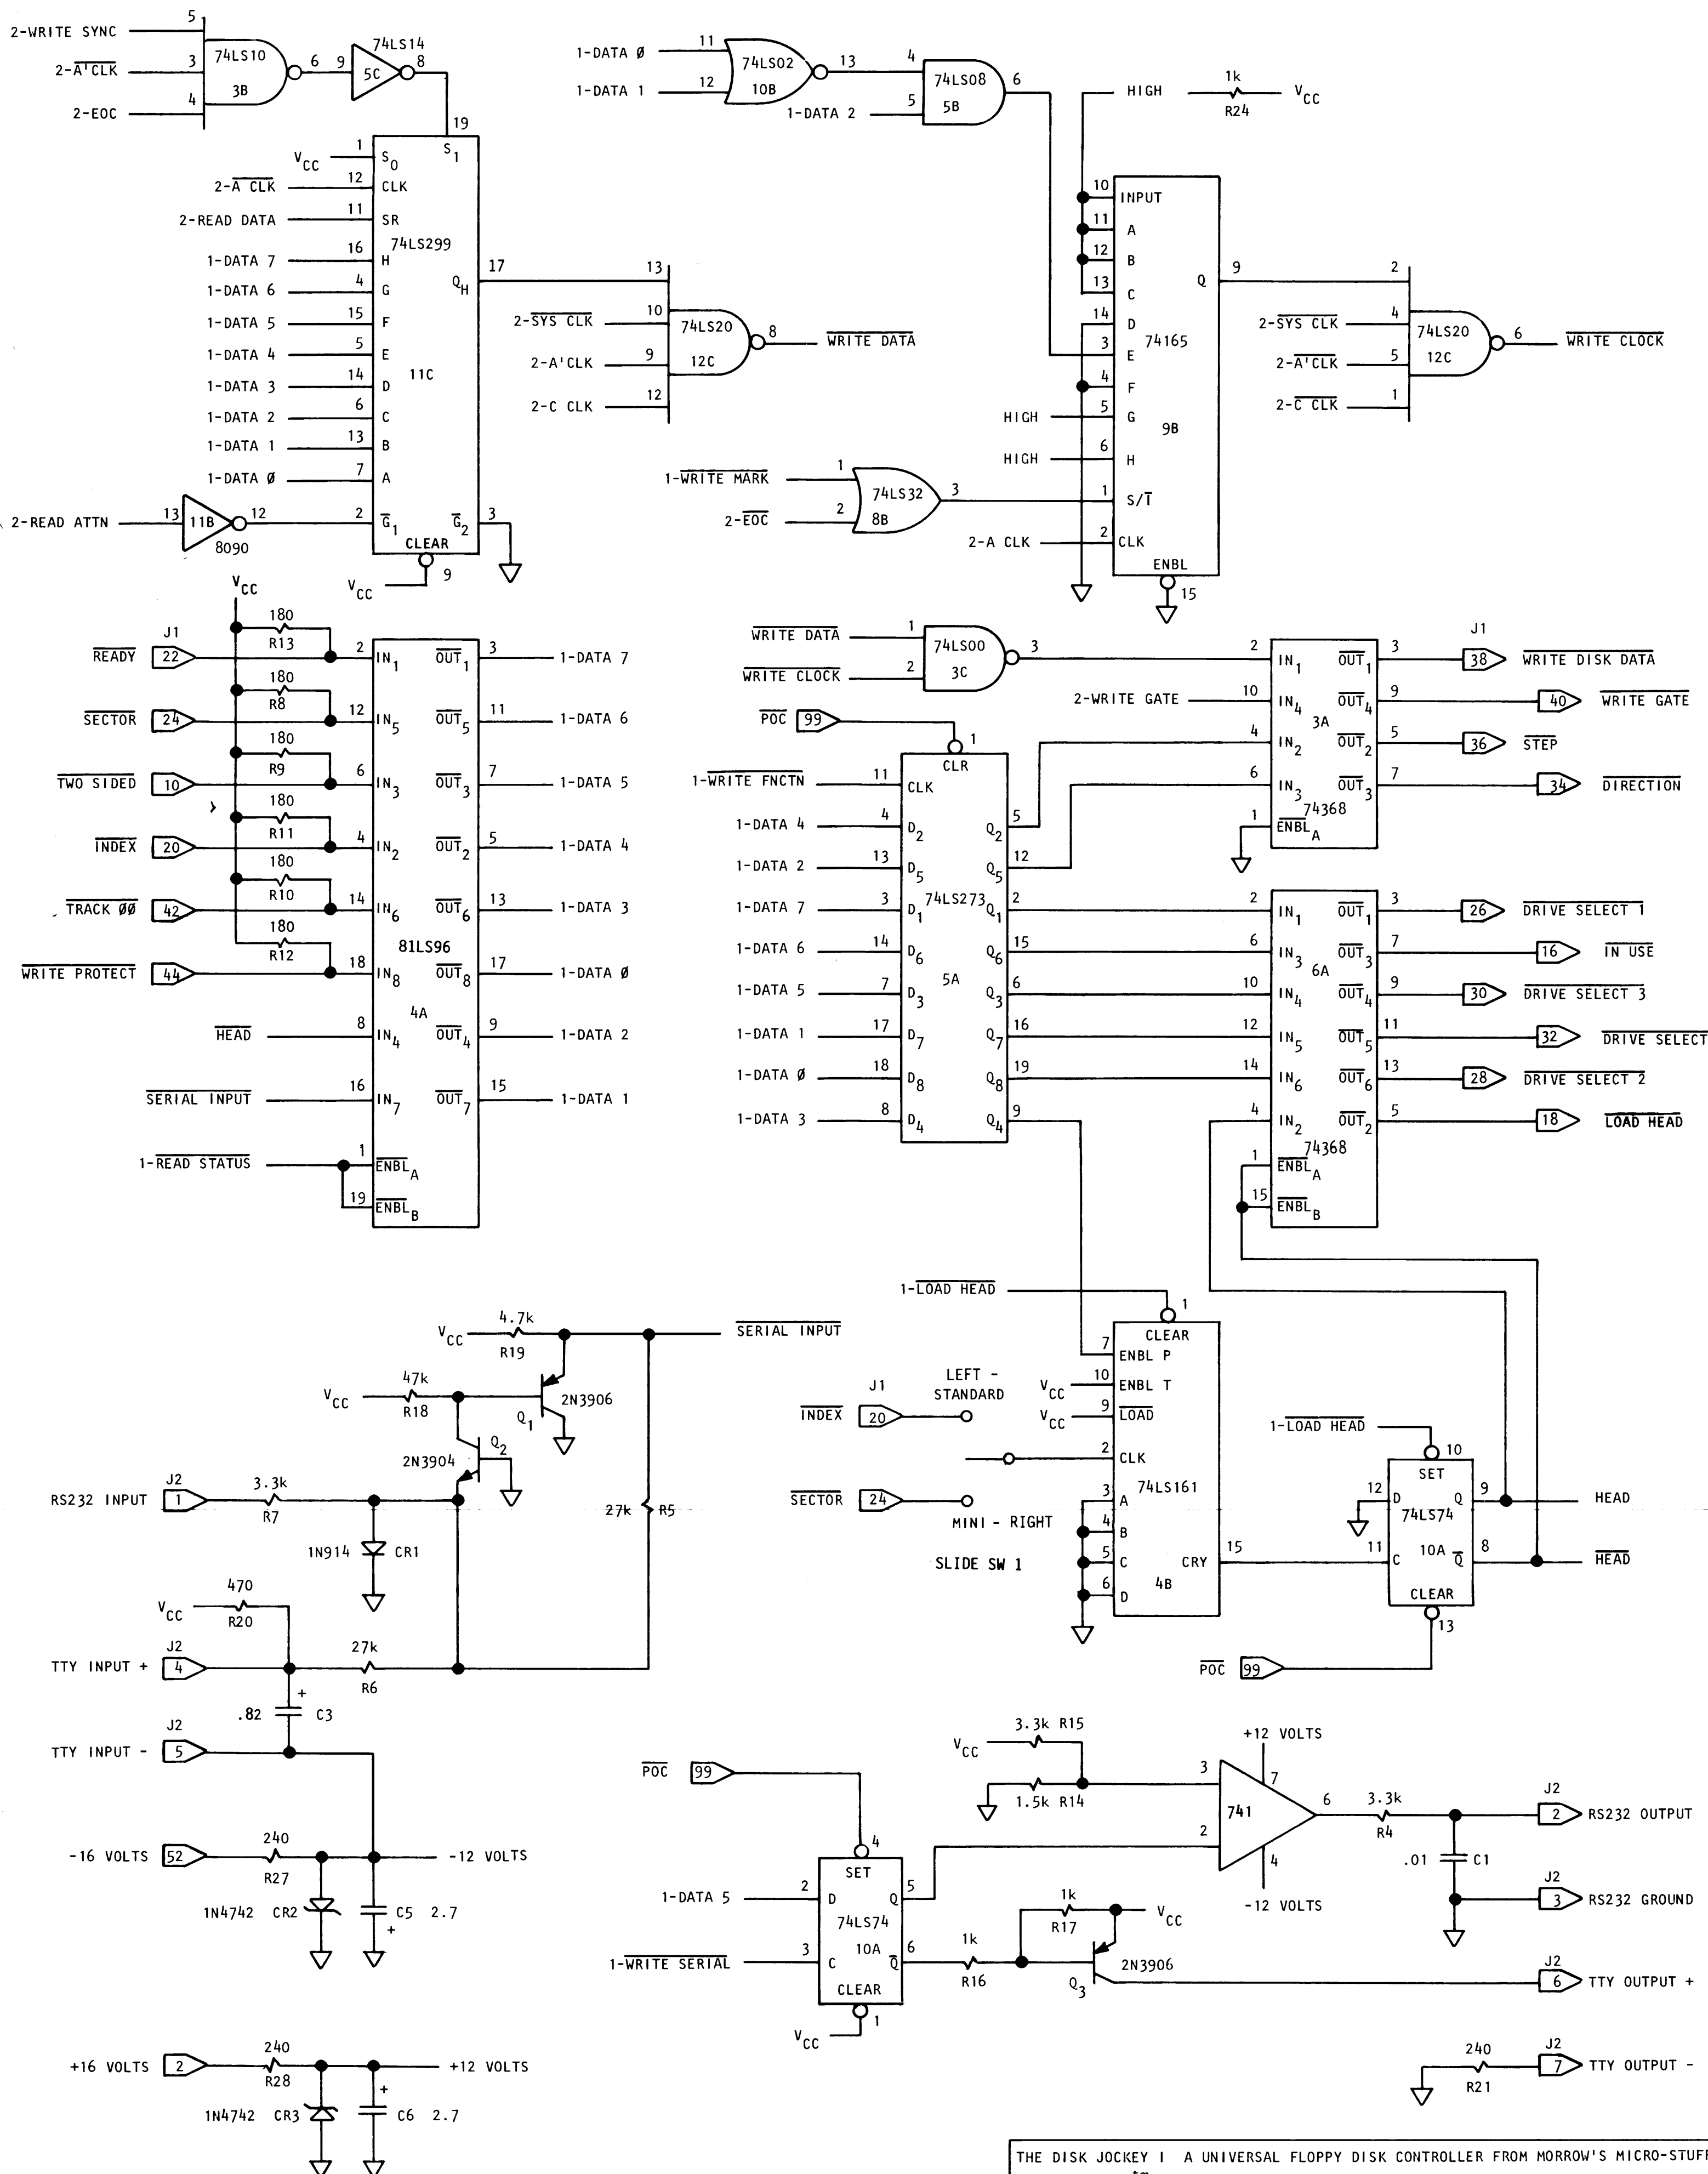 2-WRITE SYNC 5
2-A'CLK 3
2-EOC 4
74LS10
3B
6 9
74LS14
5C
8
19
1-DATA Ø 11
1-DATA 1 12
74LS02
10B
13 4
1-DATA 2 5
74LS08
5B
6
HIGH
1k
R24
VCC
VCC 1 S0
S1
2-A CLK 12 CLK
2-READ DATA 11 SR
74LS299
1-DATA 7 16 H
1-DATA 6 4 G
1-DATA 5 15 F
1-DATA 4 5 E
1-DATA 3 14 D
1-DATA 2 6 C
1-DATA 1 13 B
1-DATA Ø 7 A
11C
QH 17
2-READ ATTN 13 11B 12
8090
2 G1
G2 3
CLEAR
VCC 9
13
2-SYS CLK 10
2-A'CLK 9
2-C CLK 12
74LS20
12C
8 WRITE DATA
10 INPUT
11 A
12 B
13 C
14 D
3 E
4 F
HIGH 5 G
HIGH 6 H
74165
9B
Q 9
1-WRITE MARK 1
2-EOC 2
74LS32
8B
3
1 S/I
2-A CLK 2 CLK
ENBL
15
2
2-SYS CLK 4
2-A'CLK 5
2-C CLK 1
74LS20
12C
6 WRITE CLOCK
VCC
J1
READY 22 180 R13 2 IN1 OUT1 3 1-DATA 7
SECTOR 24 180 R8 12 IN5 OUT5 11 1-DATA 6
TWO SIDED 10 180 R9 6 IN3 OUT3 7 1-DATA 5
INDEX 20 180 R11 4 IN2 OUT2 5 1-DATA 4
TRACK ØØ 42 180 R10 14 IN6 OUT6 13 1-DATA 3
81LS96
WRITE PROTECT 44 180 R12 18 IN8 OUT8 17 1-DATA Ø
4A
HEAD 8 IN4 OUT4 9 1-DATA 2
SERIAL INPUT 16 IN7 OUT7 15 1-DATA 1
1-READ STATUS 1 ENBLA
19 ENBLB
WRITE DATA 1
WRITE CLOCK 2
74LS00
3C
3
POC 99
1
CLR
1-WRITE FNCTN 11 CLK
1-DATA 4 4 D2 Q2 5
1-DATA 2 13 D5 Q5 12
74LS273
1-DATA 7 3 D1 Q1 2
1-DATA 6 14 D6 Q6 15
5A
1-DATA 5 7 D3 Q3 6
1-DATA 1 17 D7 Q7 16
1-DATA Ø 18 D8 Q8 19
1-DATA 3 8 D4 Q4 9
J1
2 IN1 OUT1 3 38 WRITE DISK DATA
2-WRITE GATE 10 IN4 OUT4 9 40 WRITE GATE
3A
4 IN2 OUT2 5 36 STEP
6 IN3 OUT3 7 34 DIRECTION
74368
1 ENBLA
2 IN1 OUT1 3 26 DRIVE SELECT 1
6 IN3 OUT3 7 16 IN USE
6A
10 IN4 OUT4 9 30 DRIVE SELECT 3
12 IN5 OUT5 11 32 DRIVE SELECT
14 IN6 OUT6 13 28 DRIVE SELECT 2
4 IN2 OUT2 5 18 LOAD HEAD
74368
1 ENBLA
15 ENBLB
VCC 4.7k R19 SERIAL INPUT
VCC 47k R18
2N3906
Q1
2N3904
Q2
RS232 INPUT J2 1 3.3k R7
1N914 CR1
27k R5
VCC 470 R20
TTY INPUT + J2 4 27k R6
.82 + C3
TTY INPUT - J2 5
-16 VOLTS 52 240 R27 -12 VOLTS
1N4742 CR2 C5 2.7
+
+16 VOLTS 2 240 R28 +12 VOLTS
1N4742 CR3 + C6 2.7
1-LOAD HEAD 1
CLEAR
7 ENBL P
VCC 10 ENBL T
VCC 9 LOAD
2 CLK
74LS161
3 A
4 B
5 C
6 D
CRY 15
4B
LEFT -
STANDARD
J1
INDEX 20
SECTOR 24
MINI - RIGHT
SLIDE SW 1
1-LOAD HEAD 10
SET
12 D Q 9 HEAD
74LS74
11 C 10A Q 8 HEAD
CLEAR
13
POC 99
VCC 3.3k R15
1.5k R14
+12 VOLTS
3 7
741
2 4
-12 VOLTS
6 3.3k R4
J2 2 RS232 OUTPUT
.01 C1
J2 3 RS232 GROUND
POC 99
4
SET
1-DATA 5 2 D Q 5
74LS74
10A
1-WRITE SERIAL 3 C Q 6
CLEAR
VCC 1
1k R16
1k R17 VCC
2N3906
Q3
J2 6 TTY OUTPUT +
240 R21
J2 7 TTY OUTPUT -
THE DISK JOCKEY I A UNIVERSAL FLOPPY DISK CONTROLLER FROM MORROW'S MICRO-STUFF